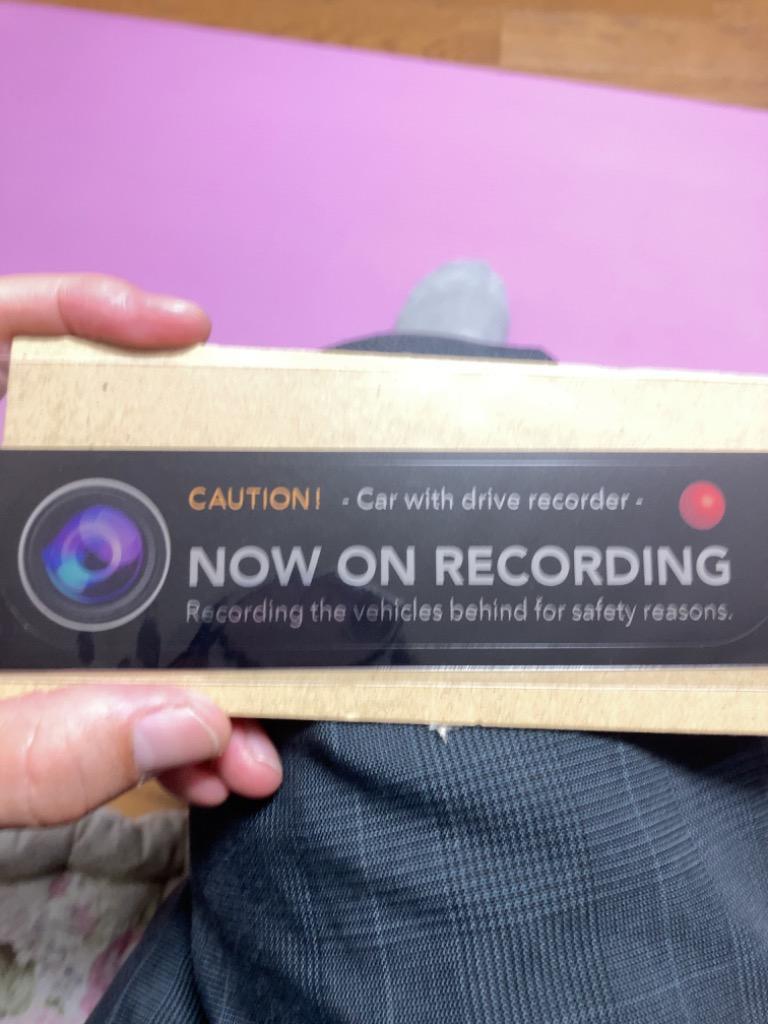 CAUTION! - Car with drive recorder -
NOW ON RECORDING
Recording the vehicles behind for safety reasons.